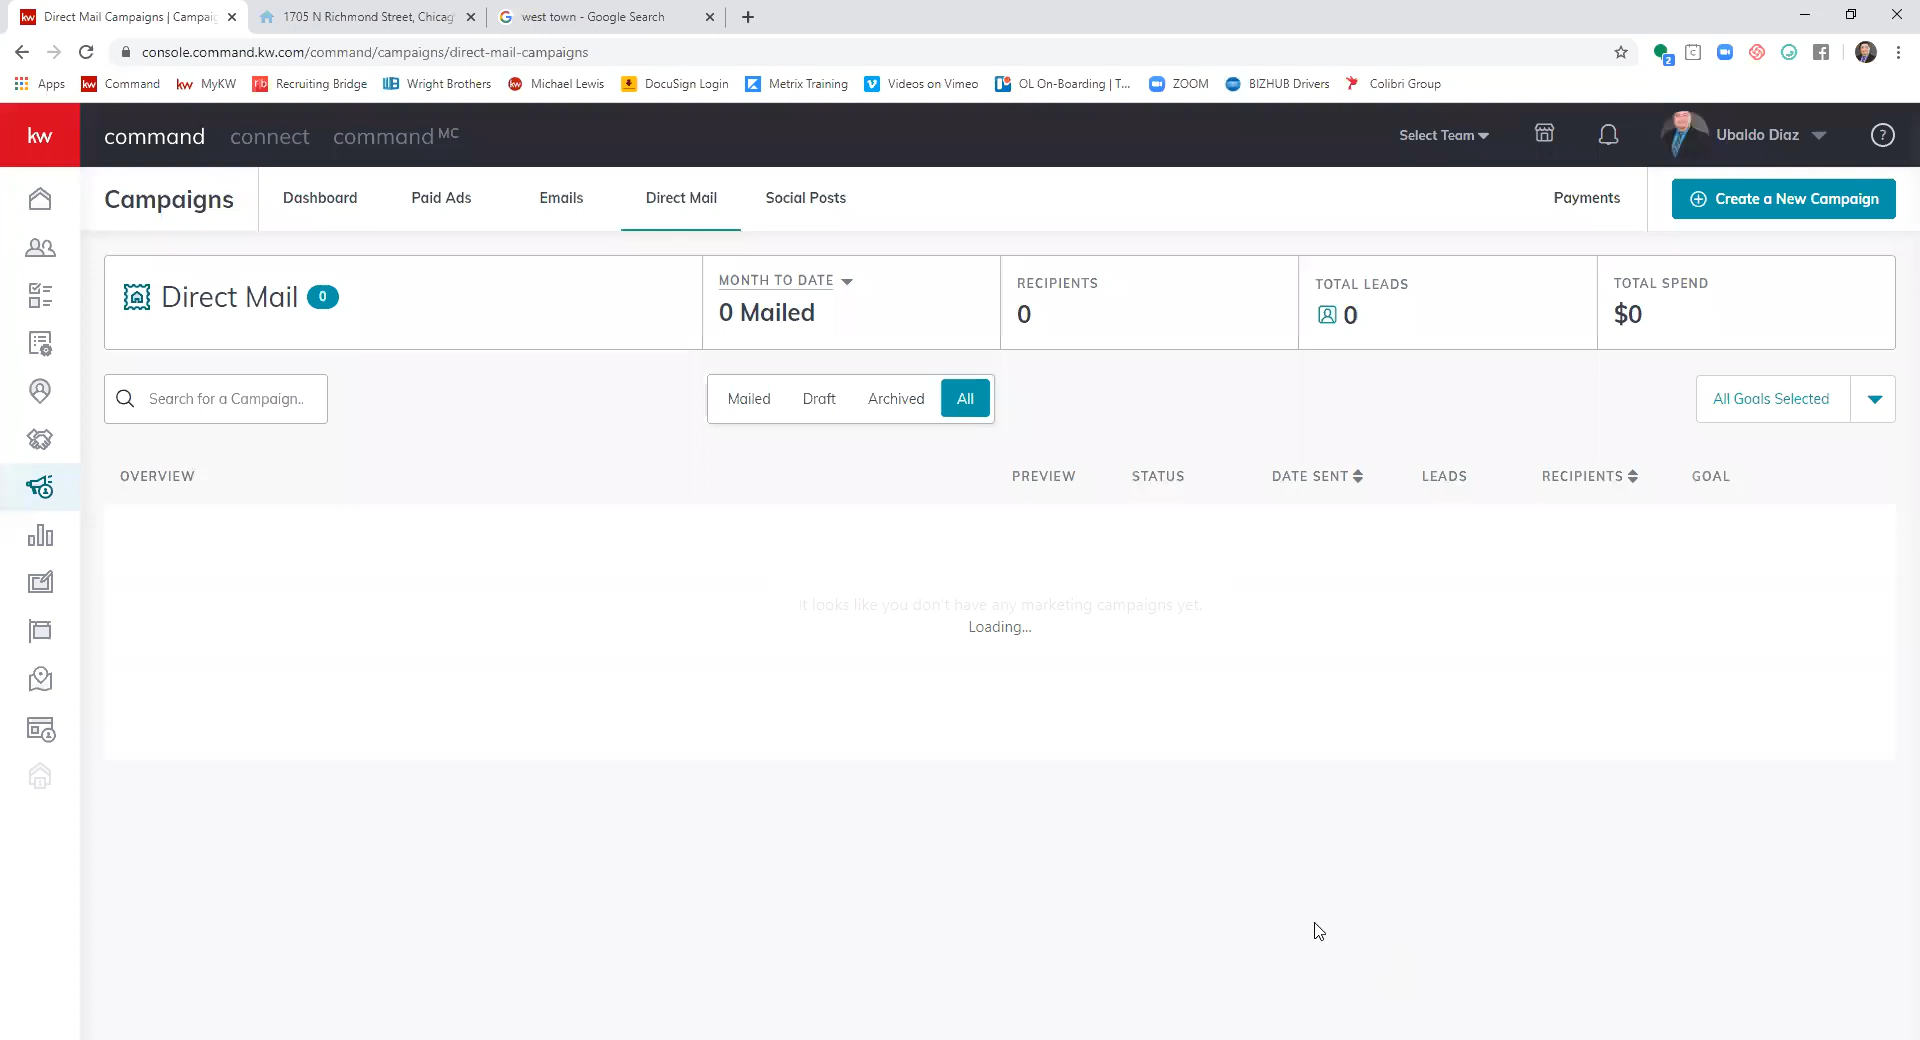 Direct Mail Campaigns | Campaig
1705 N Richmond Street, Chicag
west town - Google Search
console.command.kw.com/command/campaigns/direct-mail-campaigns
2
Apps
kw Command
kw MyKW
rb Recruiting Bridge
Wright Brothers
kw Michael Lewis
DocuSign Login
Metrix Training
Videos on Vimeo
OL On-Boarding | T...
ZOOM
BIZHUB Drivers
Colibri Group
kw
command connect command MC
Select Team
Ubaldo Diaz
?
Campaigns
Dashboard
Paid Ads
Emails
Direct Mail
Social Posts
Payments
Create a New Campaign
Direct Mail 0
MONTH TO DATE
0 Mailed
RECIPIENTS
0
TOTAL LEADS
0
TOTAL SPEND
$0
Search for a Campaign..
Mailed Draft Archived All
All Goals Selected
OVERVIEW PREVIEW STATUS DATE SENT LEADS RECIPIENTS GOAL
It looks like you don't have any marketing campaigns yet.
Loading...